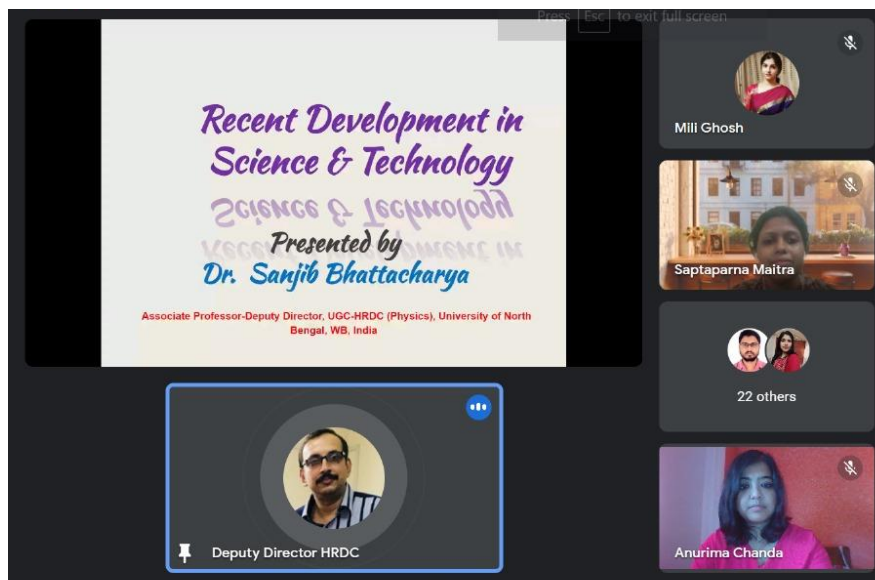 Press Esc to exit full screen
Recent Development in
Science & Technology
Presented by
Dr. Sanjib Bhattacharya
Associate Professor-Deputy Director, UGC-HRDC (Physics), University of North
Bengal, WB, India
Deputy Director HRDC
Mili Ghosh
Saptaparna Maitra
22 others
Anurima Chanda